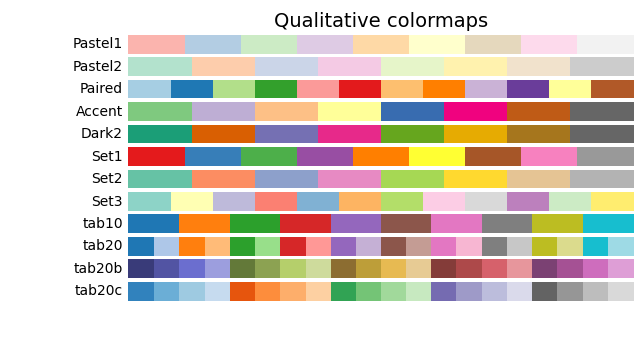 Qualitative colormaps
Pastel1
Pastel2
Paired
Accent
Dark2
Set1
Set2
Set3
tab10
tab20
tab20b
tab20c